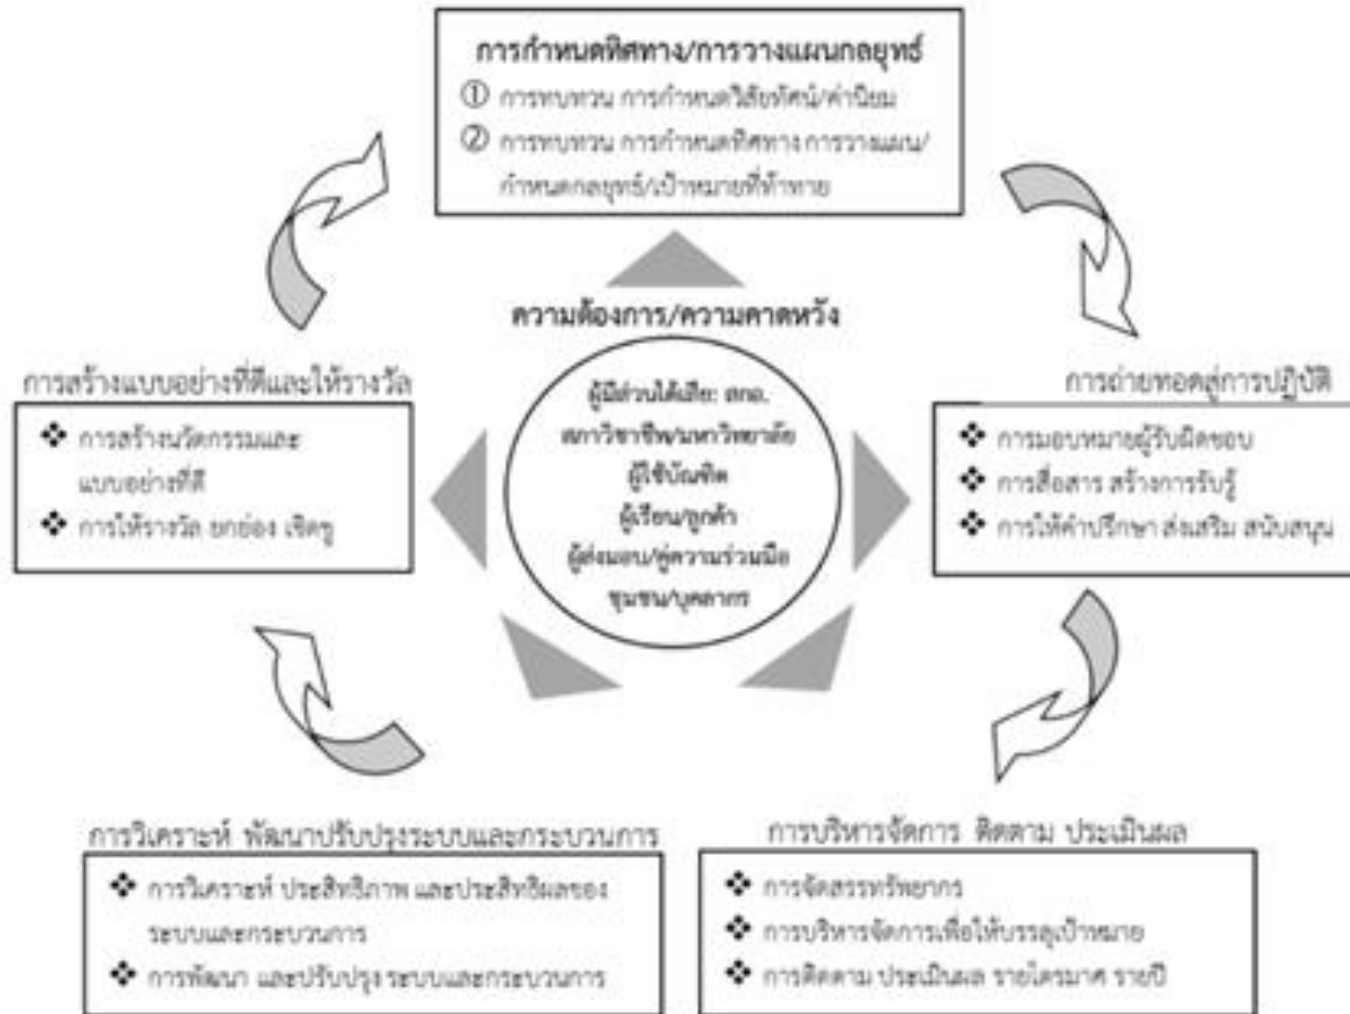 การกำหนดทิศทาง/การวางแผนกลยุทธ์
① การทบทวน การกำหนดวิสัยทัศน์/ค่านิยม
② การทบทวน การกำหนดทิศทาง การวางแผน/
กำหนดกลยุทธ์/เป้าหมายที่ท้าทาย
ความต้องการ/ความคาดหวัง
ผู้มีส่วนได้เสีย: สกอ.
สภาวิชาชีพ/มหาวิทยาลัย
ผู้ใช้บัณฑิต
ผู้เรียน/ลูกค้า
ผู้ส่งมอบ/คู่ความร่วมมือ
ชุมชน/บุคลากร
การถ่ายทอดสู่การปฏิบัติ
❖ การมอบหมายผู้รับผิดชอบ
❖ การสื่อสาร สร้างการรับรู้
❖ การให้คำปรึกษา ส่งเสริม สนับสนุน
การบริหารจัดการ ติดตาม ประเมินผล
❖ การจัดสรรทรัพยากร
❖ การบริหารจัดการเพื่อให้บรรลุเป้าหมาย
❖ การติดตาม ประเมินผล รายไตรมาศ รายปี
การวิเคราะห์ พัฒนาปรับปรุงระบบและกระบวนการ
❖ การวิเคราะห์ ประสิทธิภาพ และประสิทธิผลของ
ระบบและกระบวนการ
❖ การพัฒนา และปรับปรุง ระบบและกระบวนการ
การสร้างแบบอย่างที่ดีและให้รางวัล
❖ การสร้างนวัตกรรมและ
แบบอย่างที่ดี
❖ การให้รางวัล ยกย่อง เชิดชู